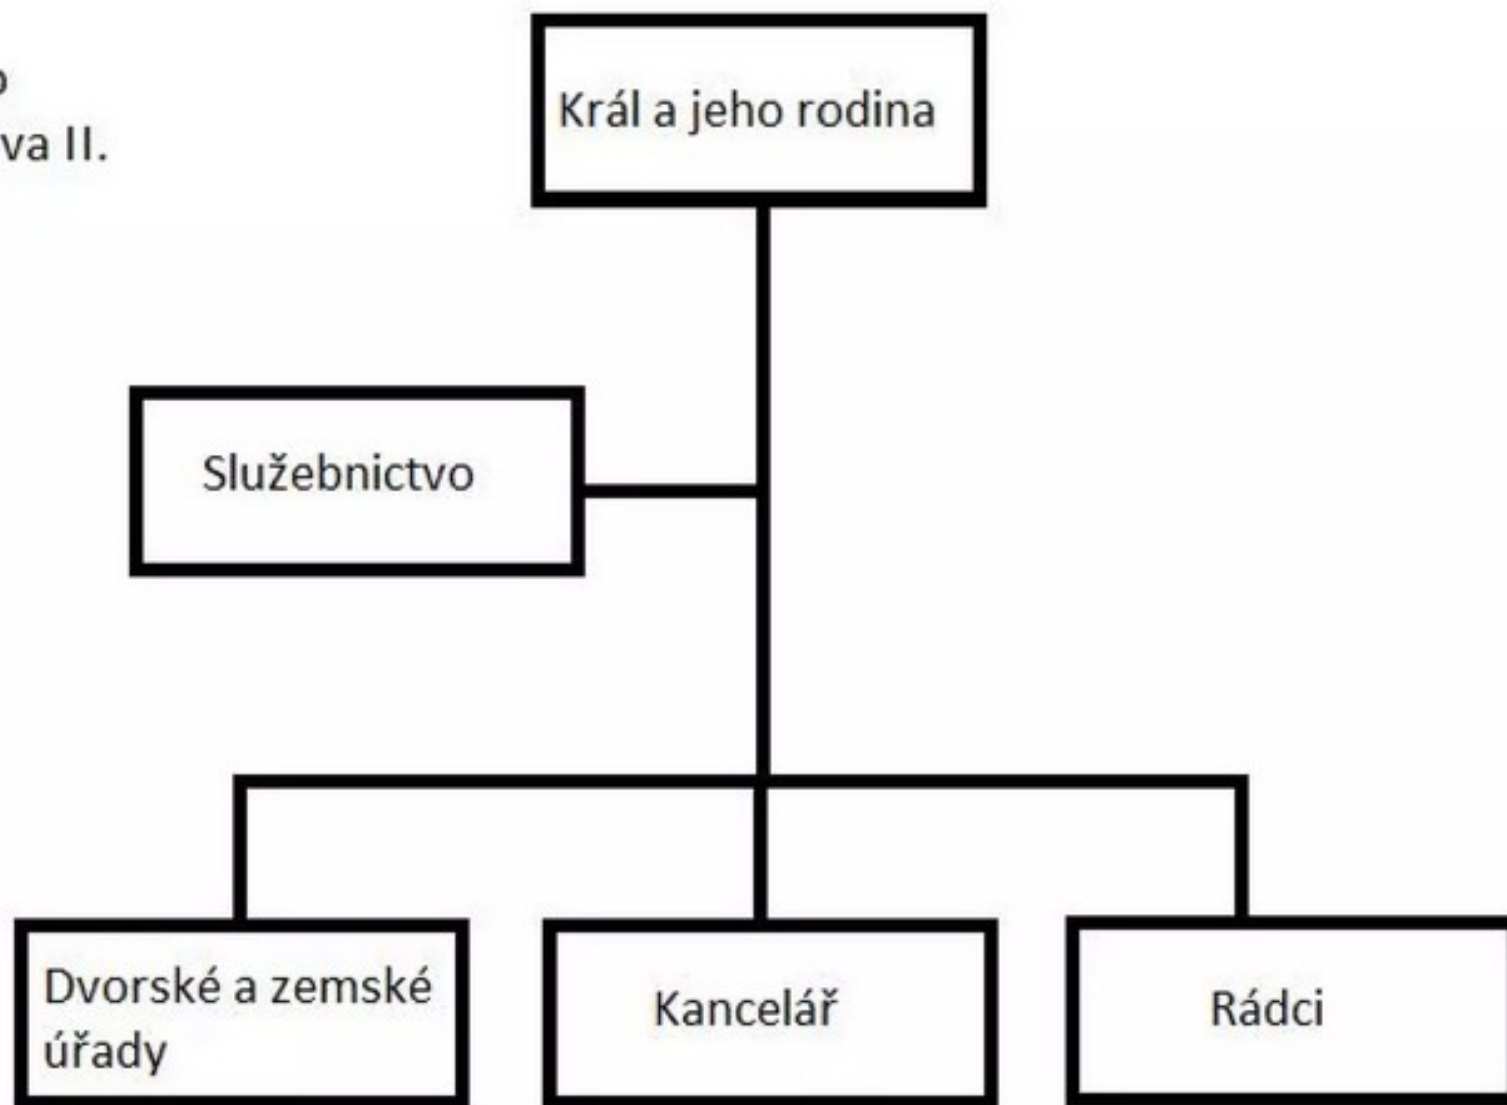 va II.
Král a jeho rodina
Služebnictvo
Dvorské a zemské
úřady
Kancelář
Rádci